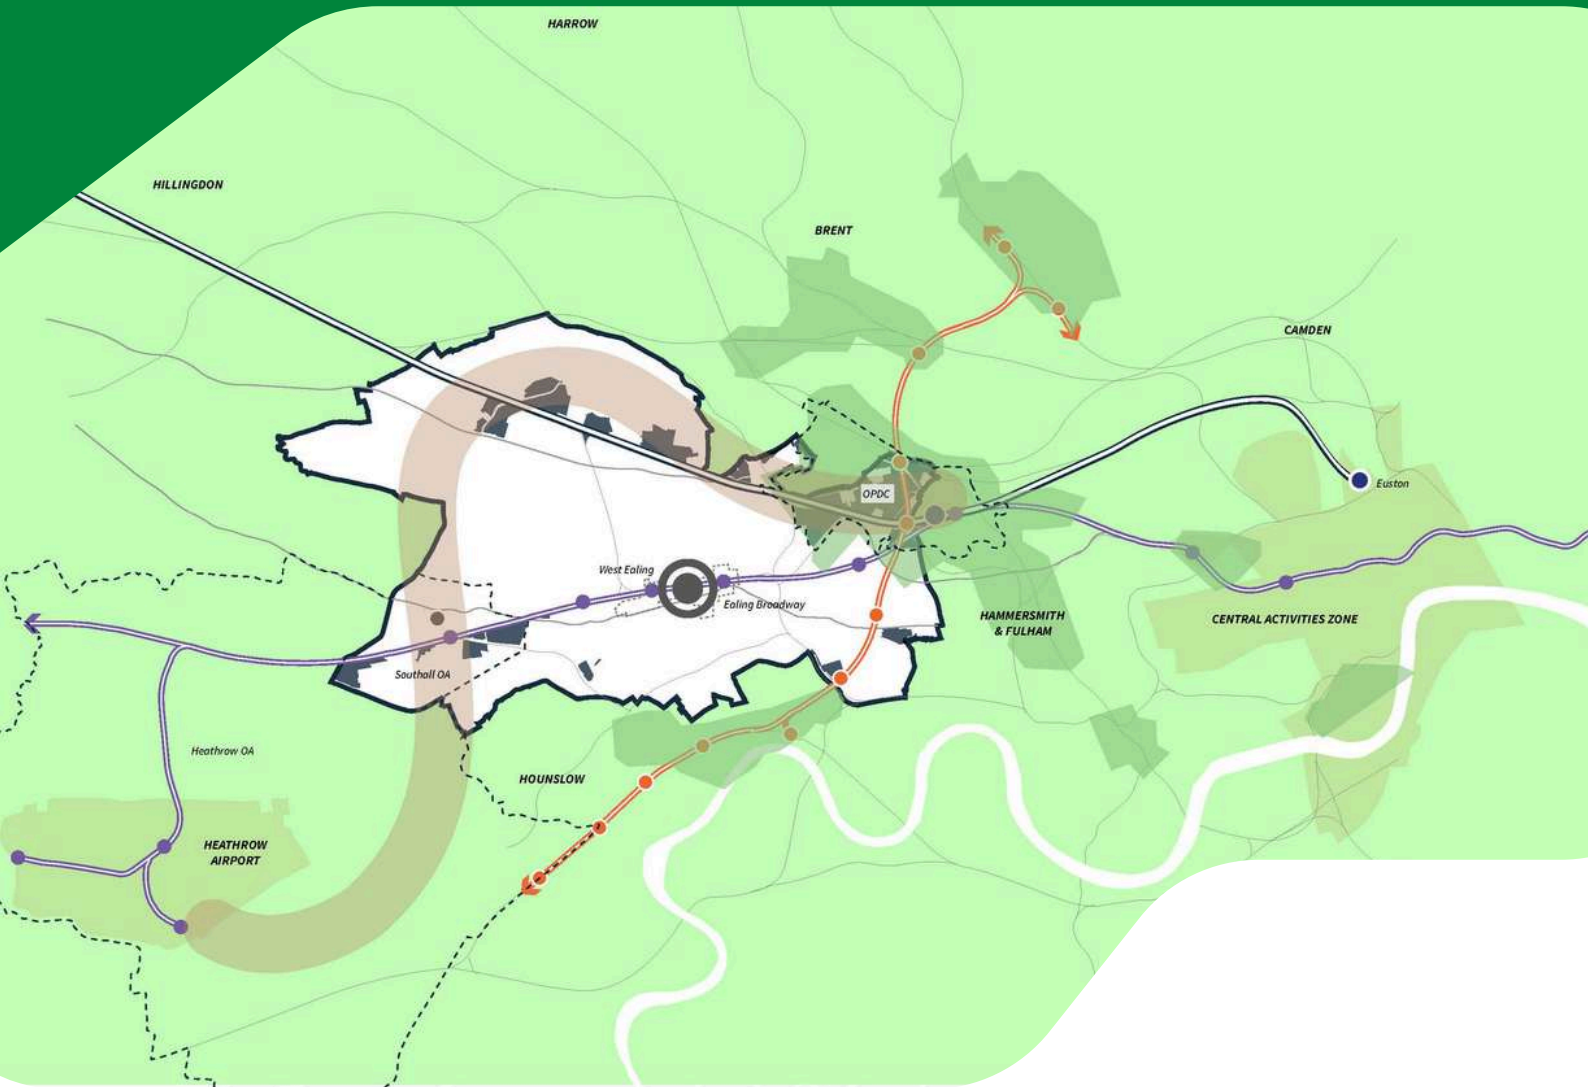 HARROW
HILLINGDON
BRENT
CAMDEN
Euston
OPDC
West Ealing
Ealing Broadway
HAMMERSMITH
& FULHAM
CENTRAL ACTIVITIES ZONE
Southall OA
Heathrow OA
HOUNSLOW
HEATHROW
AIRPORT